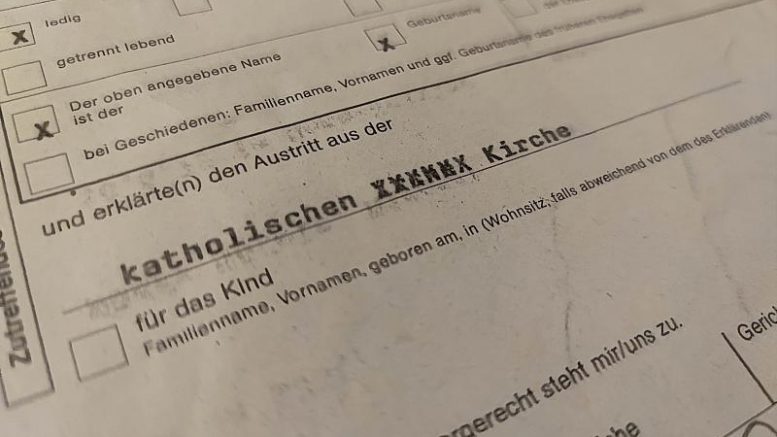 x ledig
getrennt lebend
x Geburtsname
x Der oben angegebene Name
ist der
bei Geschiedenen: Familienname, Vornamen und ggf. Geburtsname des früheren Ehegatten
und erklärte(n) den Austritt aus der
katholischen XXXXXX Kirche
für das KInd
Familienname, Vornamen, geboren am, in (Wohnsitz, falls abweichend von dem des Erklärenden)
Zutreffendes
rgerecht steht mir/uns zu.
Geric